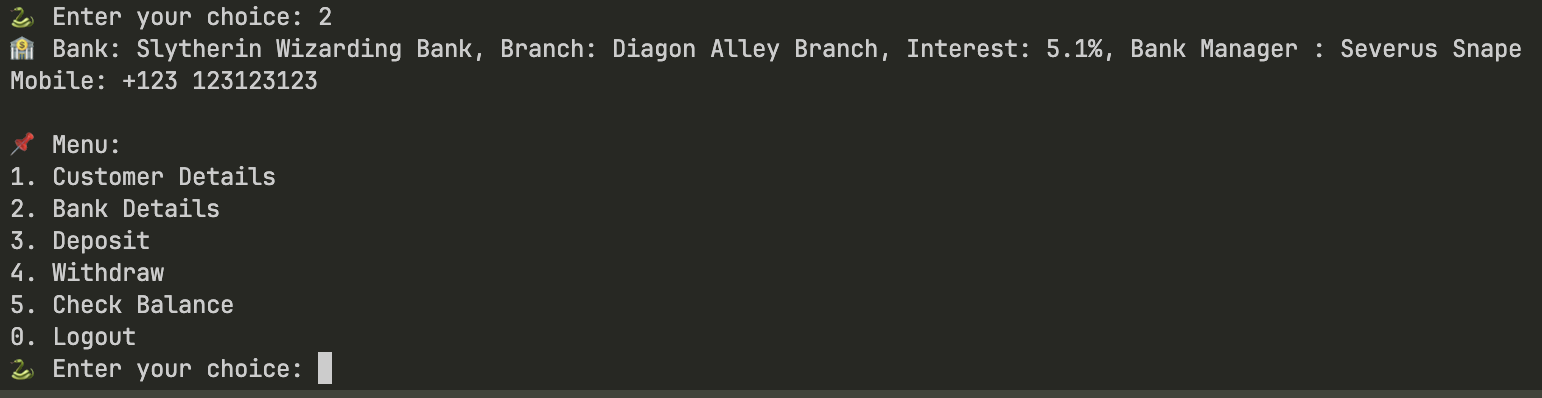 🐍 Enter your choice: 2
🏦 Bank: Slytherin Wizarding Bank, Branch: Diagon Alley Branch, Interest: 5.1%, Bank Manager : Severus Snape
Mobile: +123 123123123
📌 Menu:
1. Customer Details
2. Bank Details
3. Deposit
4. Withdraw
5. Check Balance
0. Logout
🐍 Enter your choice: